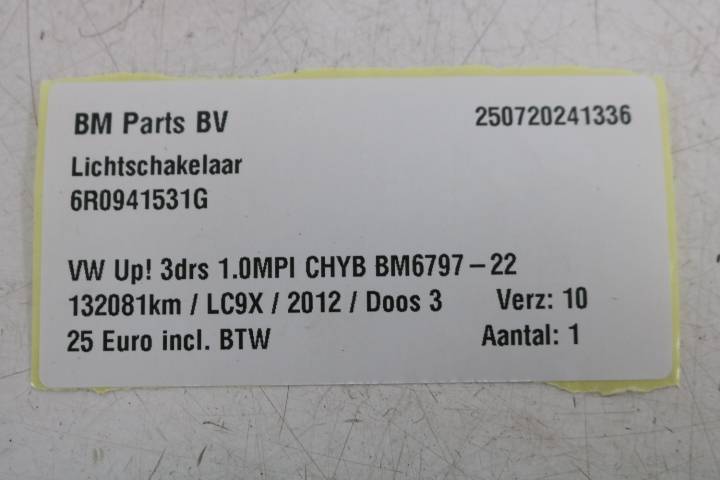 BM Parts BV 250720241336
Lichtschakelaar
6R0941531G
VW Up! 3drs 1.0MPI CHYB BM6797-22
132081km / LC9X / 2012 / Doos 3 Verz: 10
25 Euro incl. BTW Aantal: 1